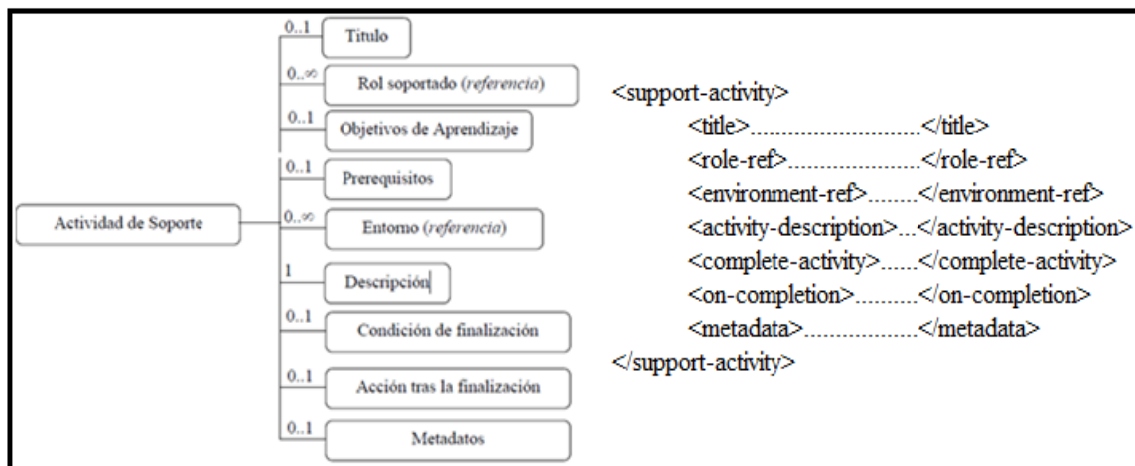 0..1
Titulo
0..∞
Rol soportado (referencia)
0..1
Objetivos de Aprendizaje
0..1
Prerequisitos
Actividad de Soporte
0..∞
Entorno (referencia)
1
Descripción
0..1
Condición de finalización
0..1
Acción tras la finalización
0..1
Metadatos
<support-activity>
<title>............................</title>
<role-ref>......................</role-ref>
<environment-ref>........</environment-ref>
<activity-description>...</activity-description>
<complete-activity>......</complete-activity>
<on-completion>.........</on-completion>
<metadata>...................</metadata>
</support-activity>